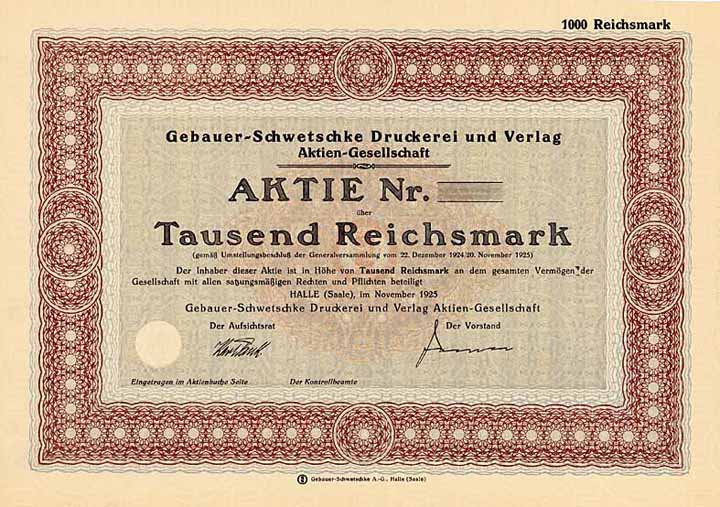 1000 Reichsmark
Gebauer-Schwetschke Druckerei und Verlag
Aktien-Gesellschaft
AKTIE Nr.
über
Tausend Reichsmark
(gemäß Umstellungsbeschluß der Generalversammlung vom 22. Dezember 1924/20. November 1925)
Der Inhaber dieser Aktie ist in Höhe von Tausend Reichsmark an dem gesamten Vermögen der
Gesellschaft mit allen satzungsmäßigen Rechten und Pflichten beteiligt
HALLE (Saale), im November 1925
Gebauer-Schwetschke Druckerei und Verlag Aktien-Gesellschaft
Der Aufsichtsrat Der Vorstand
Eingetragen im Aktienbuche Seite Der Kontrollbeamte
Gebauer-Schwetschke A.-G., Halle (Saale)